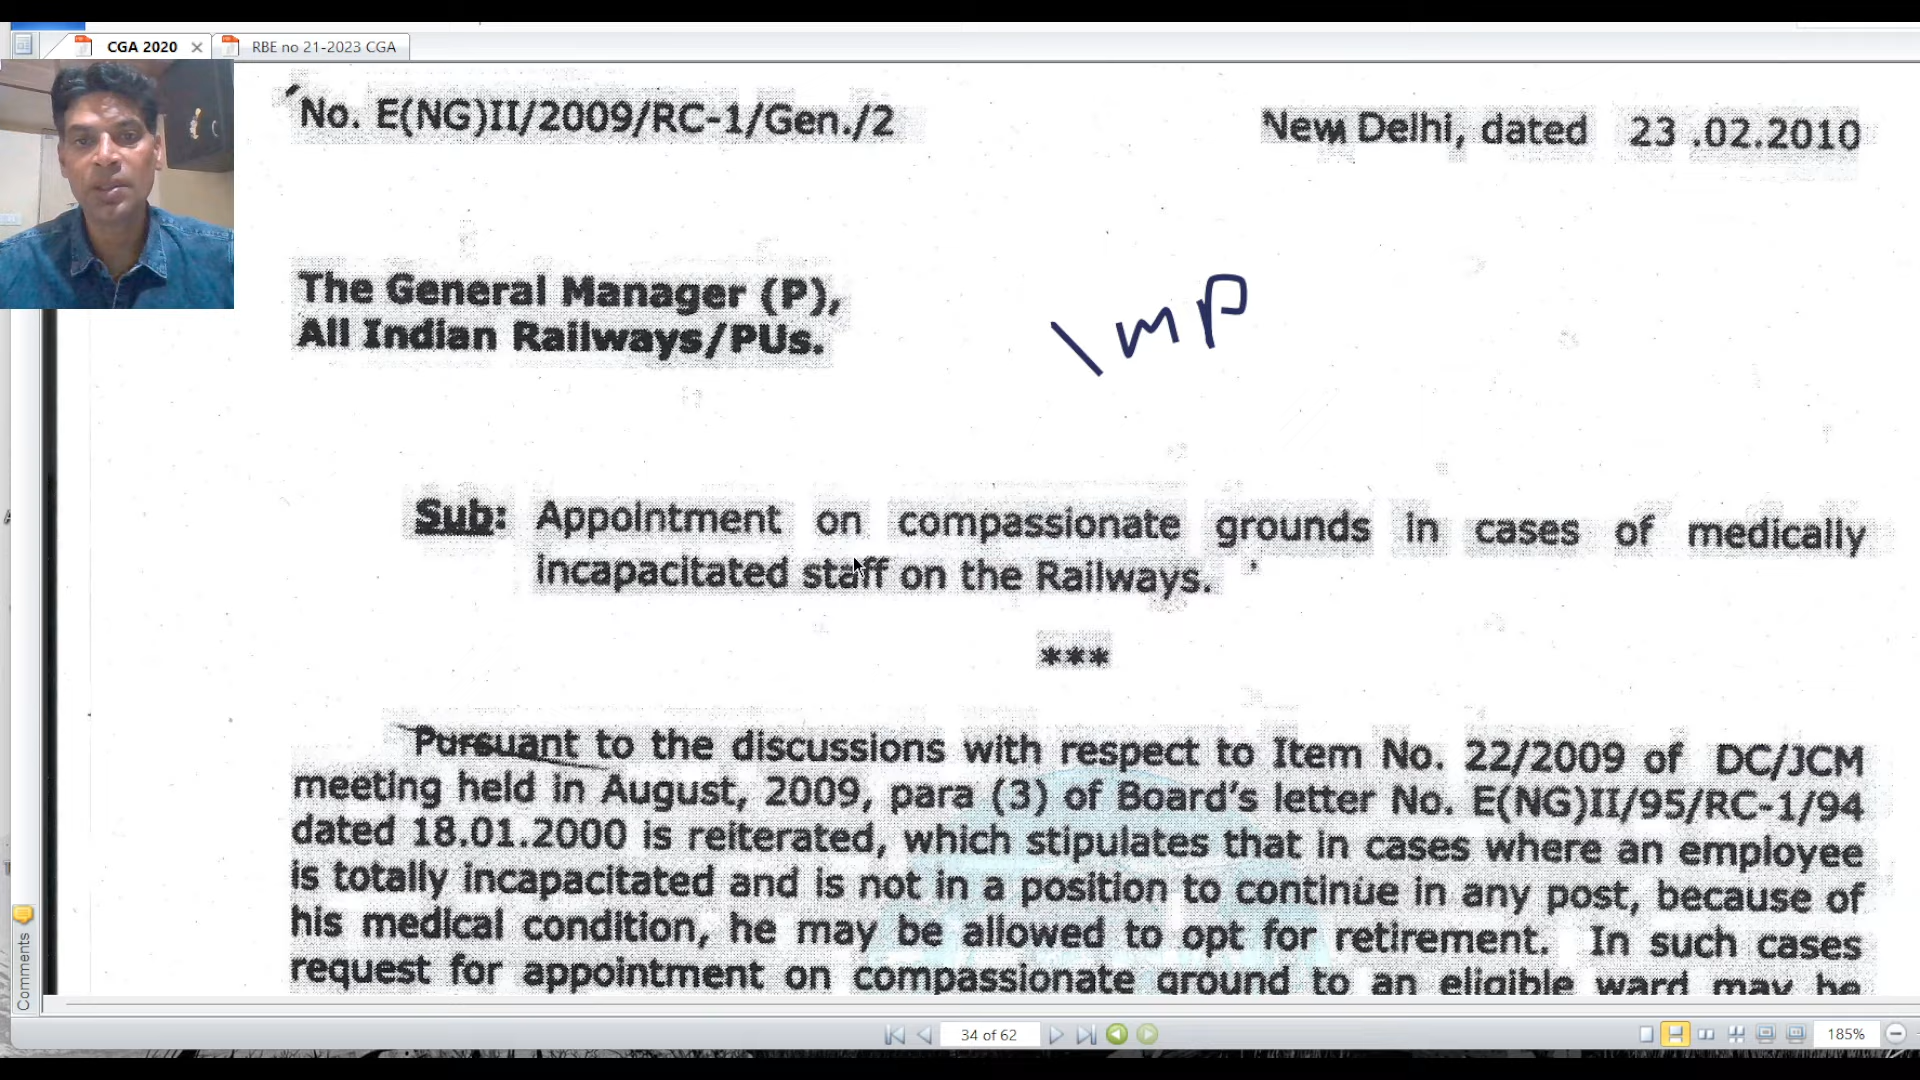 CGA 2020
RBE no 21-2023 CGA
No. E(NG)II/2009/RC-1/Gen./2
New Delhi, dated 23 .02.2010
The General Manager (P),
All Indian Railways/PUs.
IMP
Sub: Appointment on compassionate grounds in cases of medically
incapacitated staff on the Railways.
***
Pursuant to the discussions with respect to Item No. 22/2009 of DC/JCM
meeting held in August, 2009, para (3) of Board's letter No. E(NG)II/95/RC-1/94
dated 18.01.2000 is reiterated, which stipulates that in cases where an employee
is totally incapacitated and is not in a position to continue in any post, because of
his medical condition, he may be allowed to opt for retirement. In such cases
request for appointment on compassionate ground to an eligible ward may be
Comments
34 of 62
185%